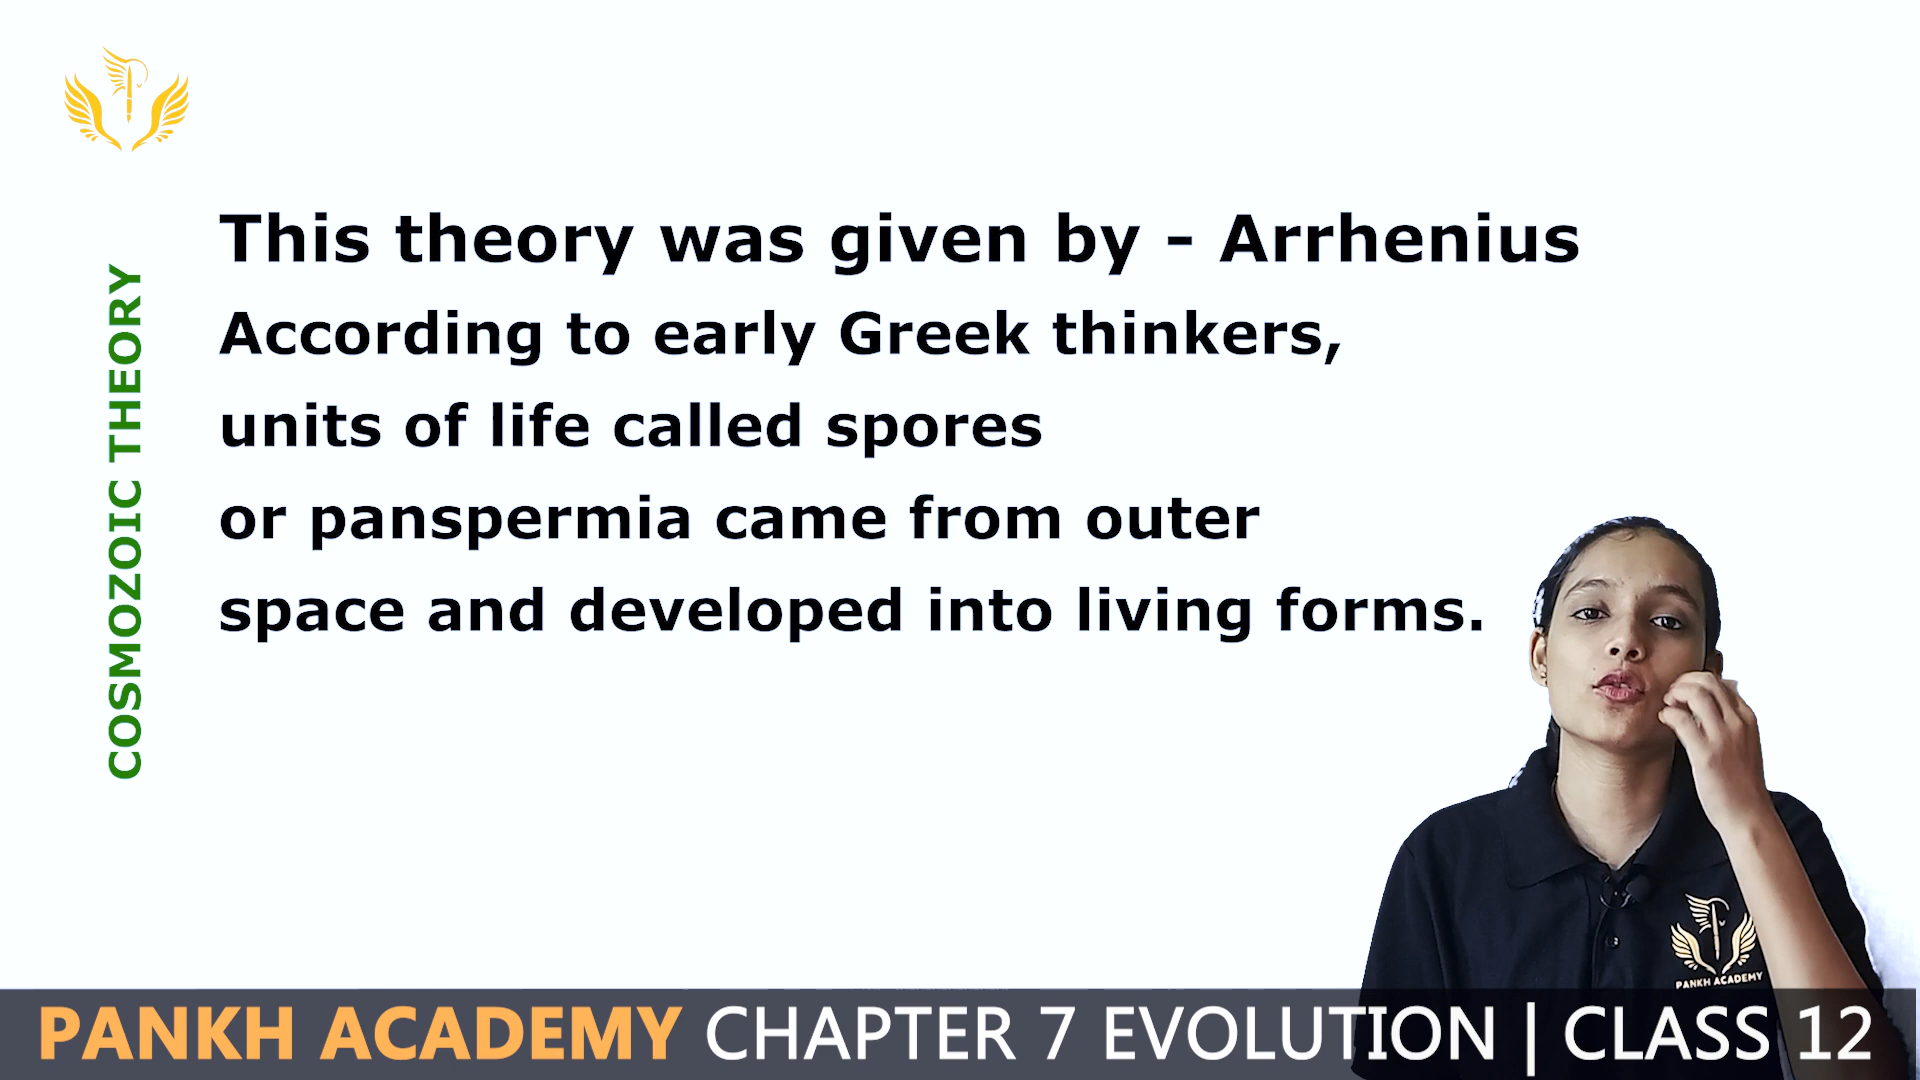 This theory was given by - Arrhenius
According to early Greek thinkers,
units of life called spores
or panspermia came from outer
space and developed into living forms.
COSMOZOIC THEORY
PANKH ACADEMY
PANKH ACADEMY CHAPTER 7 EVOLUTION | CLASS 12